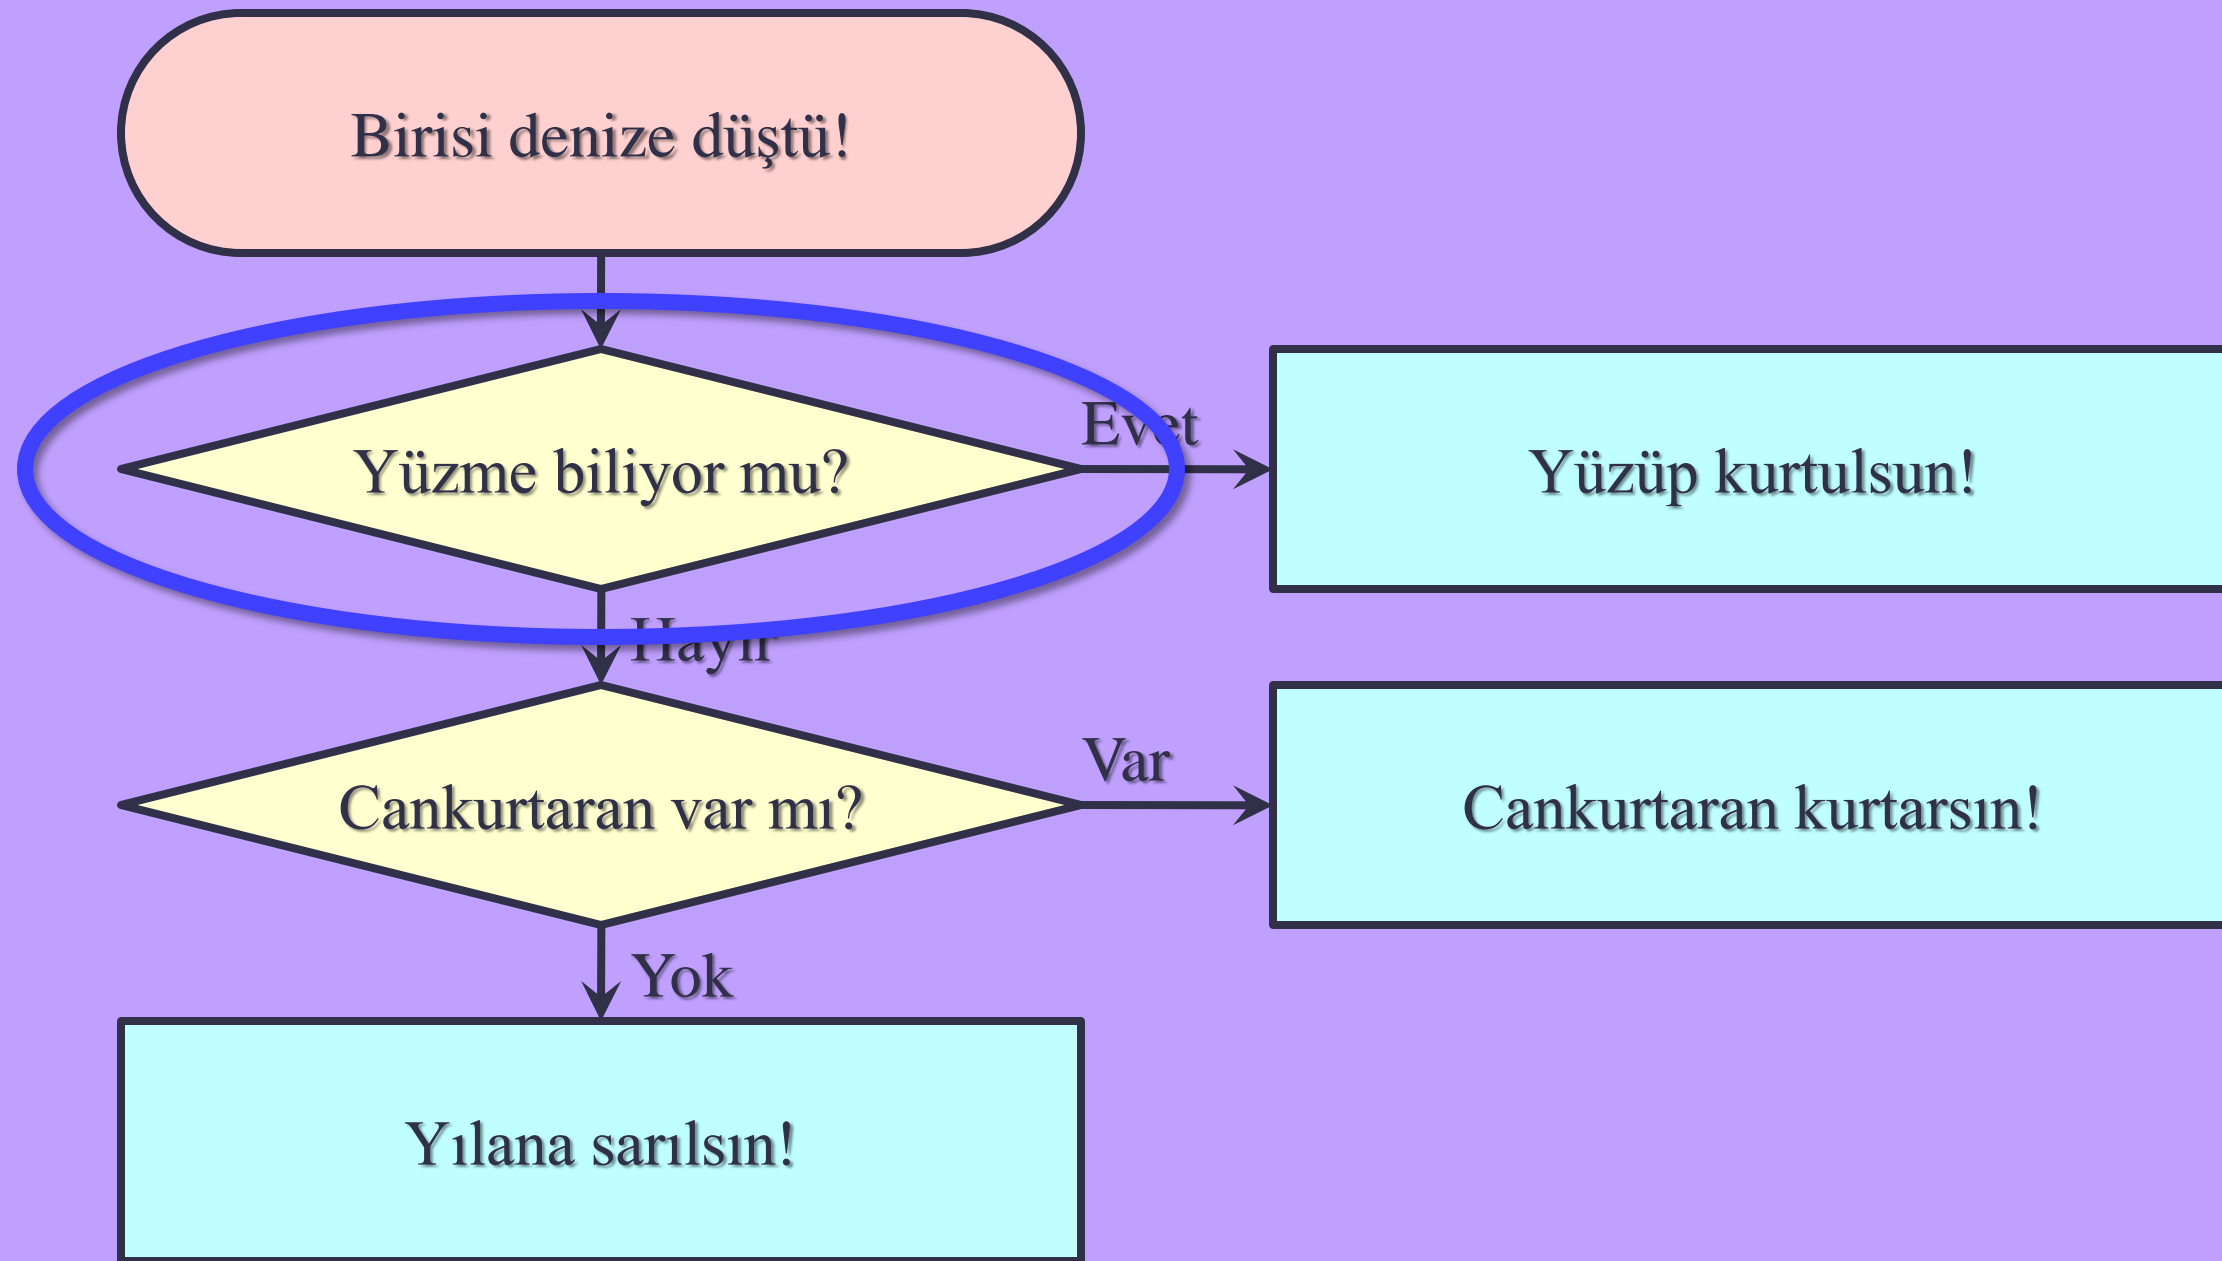 Birisi denize düştü!
Yüzme biliyor mu?
Evet
Yüzüp kurtulsun!
Hayır
Cankurtaran var mı?
Var
Cankurtaran kurtarsın!
Yok
Yılana sarılsın!